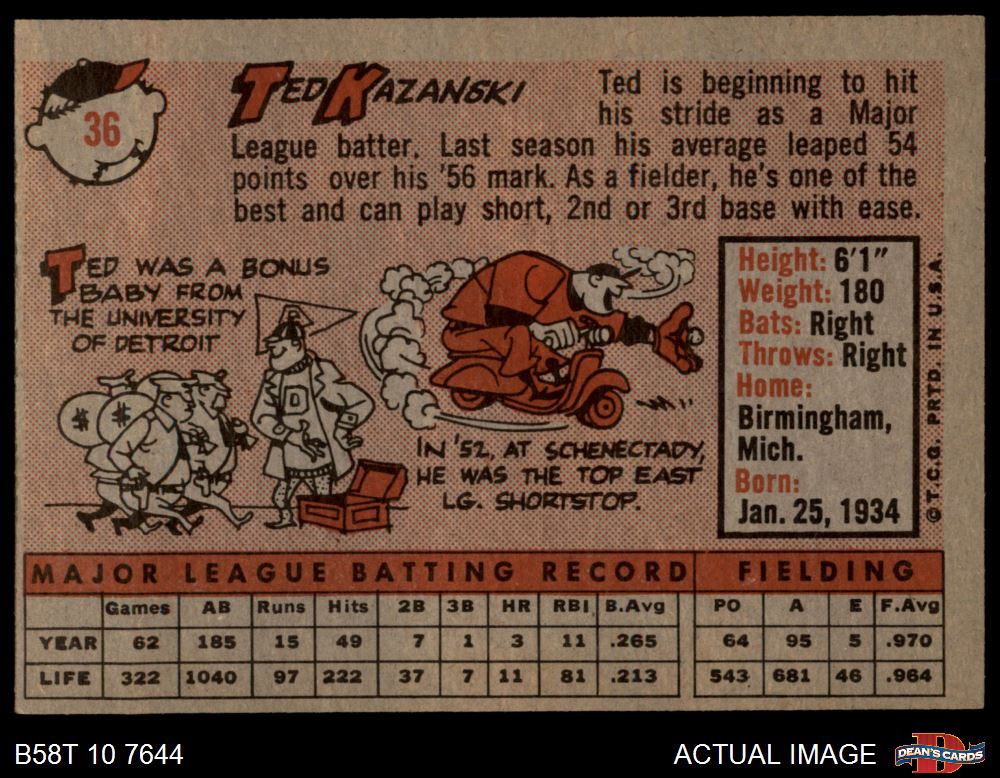 36
TED KAZANSKI
Ted is beginning to hit
his stride as a Major
League batter. Last season his average leaped 54
points over his '56 mark. As a fielder, he's one of the
best and can play short, 2nd or 3rd base with ease.
TED WAS A BONUS
BABY FROM
THE UNIVERSITY
OF DETROIT
$ $
D
IN '52, AT SCHENECTADY,
HE WAS THE TOP EAST
LG. SHORTSTOP.
Height: 6'1"
Weight: 180
Bats: Right
Throws: Right
Home:
Birmingham,
Mich.
Born:
Jan. 25, 1934
© T.C.G. PRTD. IN U.S.A.
MAJOR LEAGUE BATTING RECORD FIELDING
Games AB Runs Hits 2B 3B HR RBI B.Avg PO A E F.Avg
YEAR 62 185 15 49 7 1 3 11 .265 64 95 5 .970
LIFE 322 1040 97 222 37 7 11 81 .213 543 681 46 .964
B58T 10 7644
ACTUAL IMAGE
DEAN'S CARDS